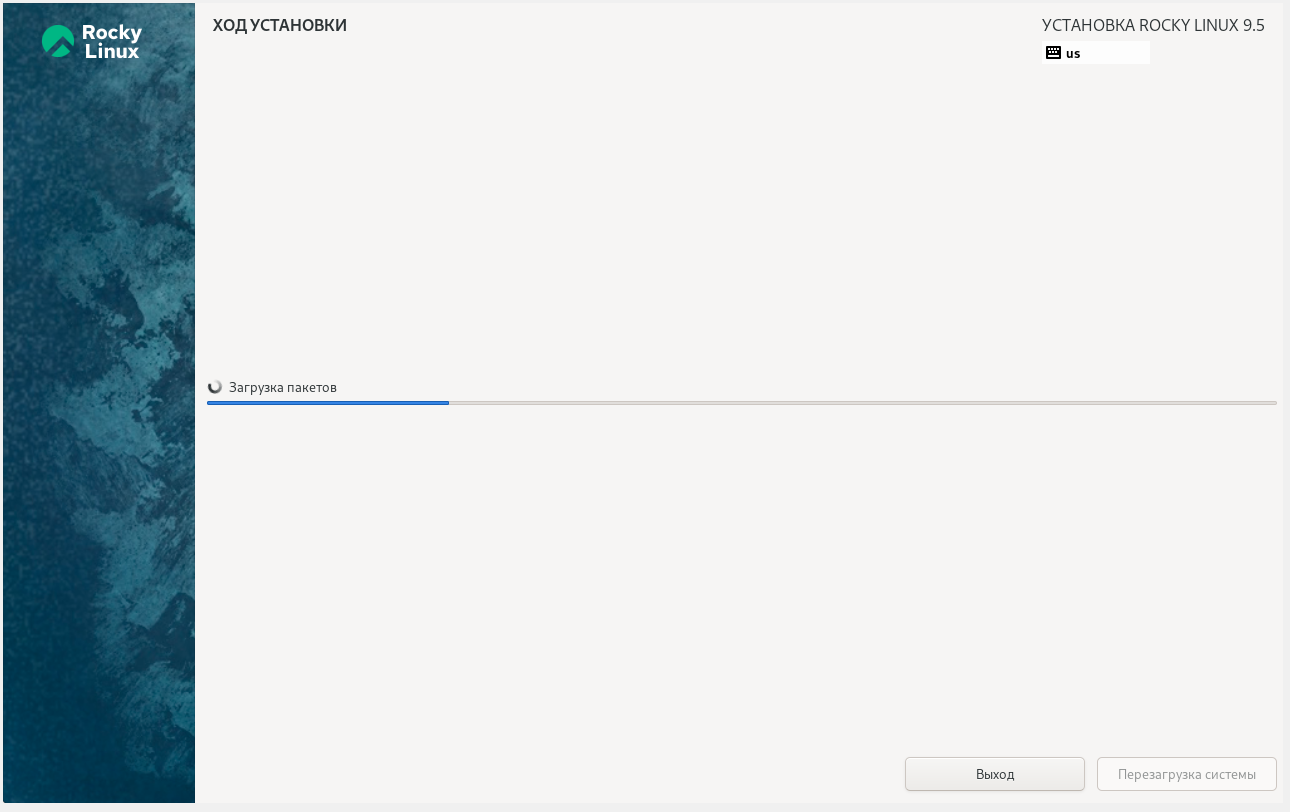 Rocky
Linux
ХОД УСТАНОВКИ
УСТАНОВКА ROCKY LINUX 9.5
us
Загрузка пакетов
Выход
Перезагрузка системы